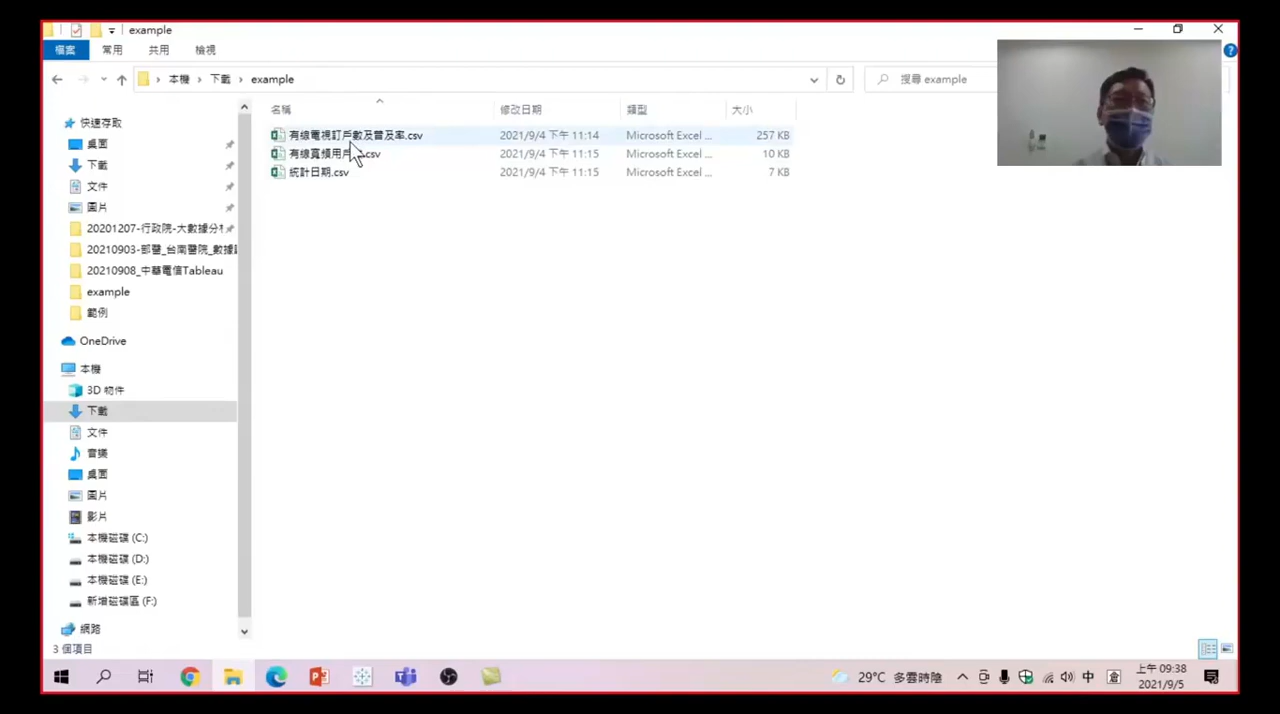 example
檔案 常用 共用 檢視
本機 下載 example
搜尋 example
名稱 修改日期 類型 大小
有線電視訂戶數及普及率.csv 2021/9/4 下午 11:14 Microsoft Excel ... 257 KB
有線寬頻用戶 .csv 2021/9/4 下午 11:15 Microsoft Excel ... 10 KB
統計日期.csv 2021/9/4 下午 11:15 Microsoft Excel ... 7 KB
快速存取
桌面
下載
文件
圖片
20201207-行政院-大數據分
20210903-部醫_台南醫院_數據
20210908_中華電信Tableau
example
範例
OneDrive
本機
3D 物件
下載
文件
音樂
桌面
圖片
影片
本機磁碟 (C:)
本機磁碟 (D:)
本機磁碟 (E:)
新增磁碟區 (F:)
網路
3 個項目
29°C 多雲時陰 中 倉 上午 09:38
2021/9/5